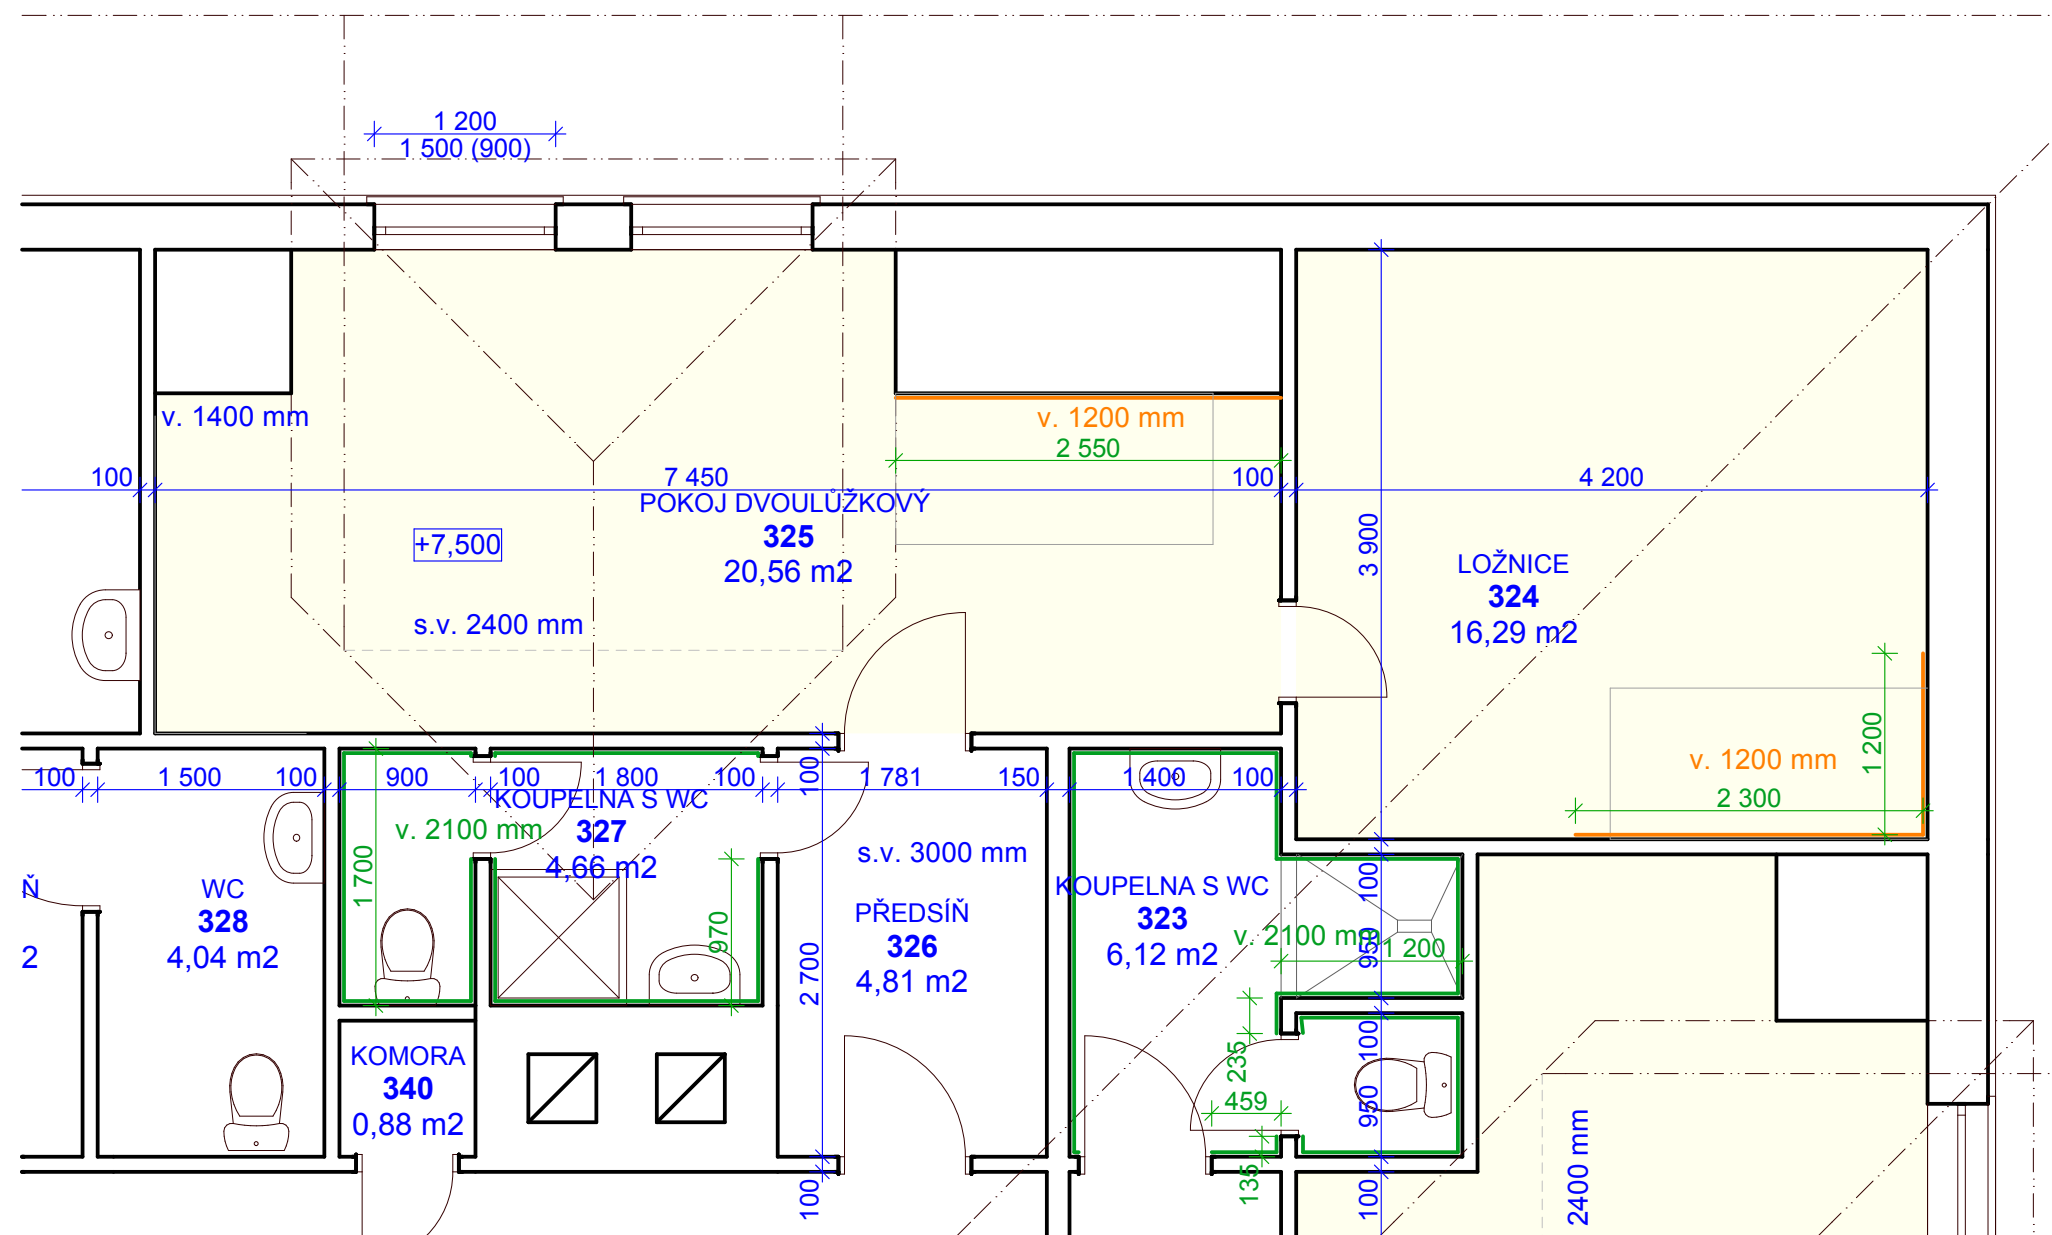 1 200
1 500 (900)
v. 1400 mm
v. 1200 mm
2 550
100
7 450
100
4 200
POKOJ DVOULŮŽKOVÝ
325
20,56 m2
+7,500
s.v. 2400 mm
3 900
LOŽNICE
324
16,29 m2
1 200
v. 1200 mm
2 300
100
1 500
100
900
100
1 800
100
100
1 781
150
1 400
100
KOUPELNA S WC
327
4,66 m2
v. 2100 mm
1 700
970
s.v. 3000 mm
PŘEDSÍŇ
326
4,81 m2
2 700
KOUPELNA S WC
323
6,12 m2
v. 2100 mm
1 200
100
950
100
950
100
Ň
2
WC
328
4,04 m2
KOMORA
340
0,88 m2
235
459
135
100
2400 mm